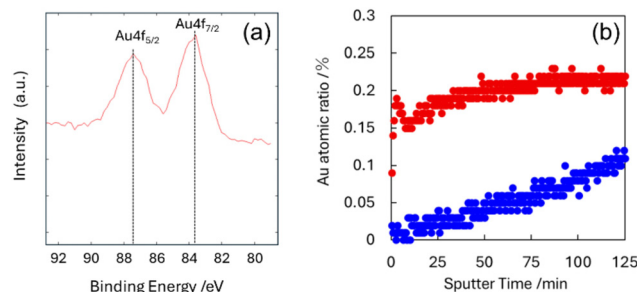 Au4f5/2
Au4f7/2
(a)
Intensity (a.u.)
92 90 88 86 84 82 80
Binding Energy /eV
(b)
Au atomic ratio /%
0.3
0.25
0.2
0.15
0.1
0.05
0
0 25 50 75 100 125
Sputter Time /min